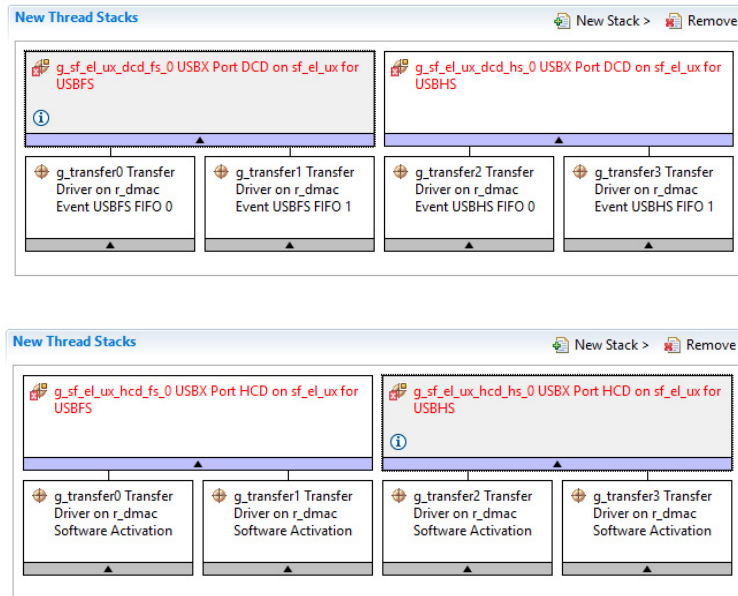 New Thread Stacks
New Stack > Remove
g_sf_el_ux_dcd_fs_0 USBX Port DCD on sf_el_ux for
USBFS
g_sf_el_ux_dcd_hs_0 USBX Port DCD on sf_el_ux for
USBHS
g_transfer0 Transfer
Driver on r_dmac
Event USBFS FIFO 0
g_transfer1 Transfer
Driver on r_dmac
Event USBFS FIFO 1
g_transfer2 Transfer
Driver on r_dmac
Event USBHS FIFO 0
g_transfer3 Transfer
Driver on r_dmac
Event USBHS FIFO 1
New Thread Stacks
New Stack > Remove
g_sf_el_ux_hcd_fs_0 USBX Port HCD on sf_el_ux for
USBFS
g_sf_el_ux_hcd_hs_0 USBX Port HCD on sf_el_ux for
USBHS
g_transfer0 Transfer
Driver on r_dmac
Software Activation
g_transfer1 Transfer
Driver on r_dmac
Software Activation
g_transfer2 Transfer
Driver on r_dmac
Software Activation
g_transfer3 Transfer
Driver on r_dmac
Software Activation